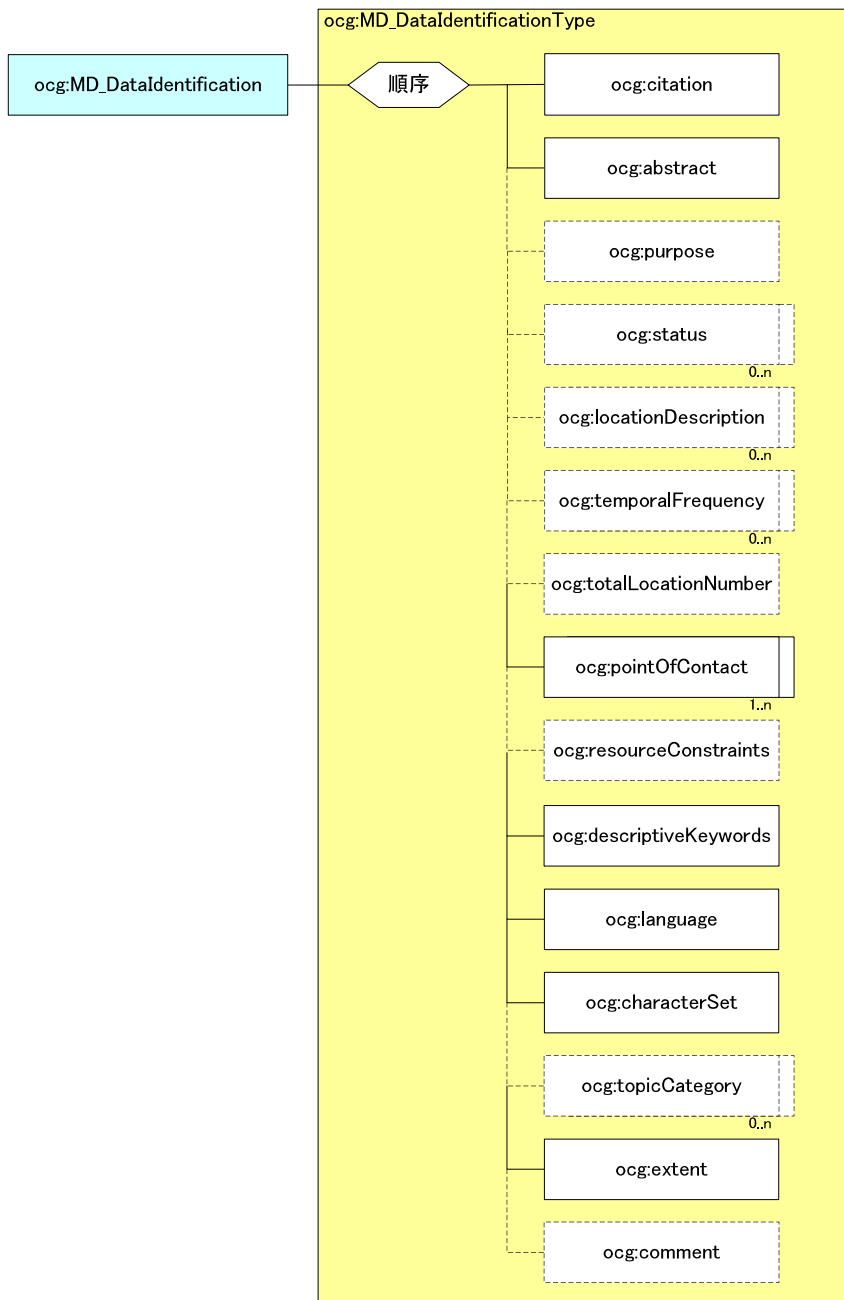 ocg:MD_DataIdentificationType
ocg:MD_DataIdentification
順序
ocg:citation
ocg:abstract
ocg:purpose
ocg:status
0..n
ocg:locationDescription
0..n
ocg:temporalFrequency
0..n
ocg:totalLocationNumber
ocg:pointOfContact
1..n
ocg:resourceConstraints
ocg:descriptiveKeywords
ocg:language
ocg:characterSet
ocg:topicCategory
0..n
ocg:extent
ocg:comment